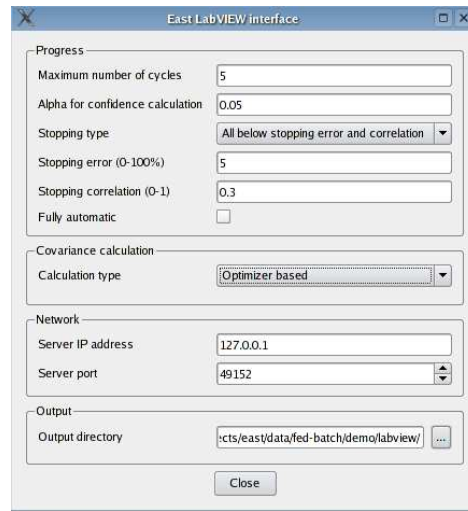 East LabVIEW interface
Progress
Maximum number of cycles 5
Alpha for confidence calculation 0.05
Stopping type All below stopping error and correlation
Stopping error (0-100%) 5
Stopping correlation (0-1) 0.3
Fully automatic
Covariance calculation
Calculation type Optimizer based
Network
Server IP address 127.0.0.1
Server port 49152
Output
Output directory :cts/east/data/fed-batch/demo/labview/ ...
Close